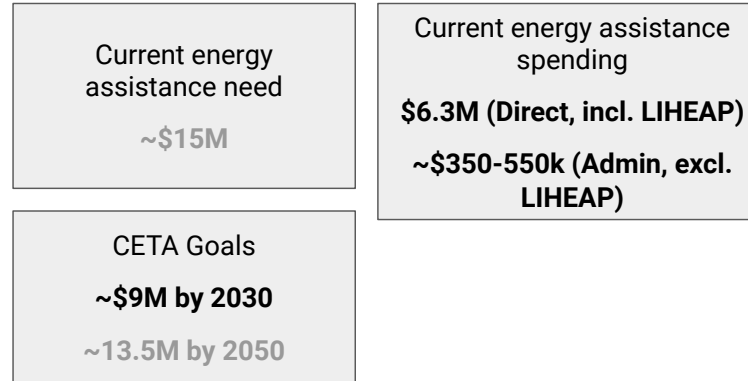 Current energy
assistance need
~$15M
Current energy assistance
spending
$6.3M (Direct, incl. LIHEAP)
~$350-550k (Admin, excl.
LIHEAP)
CETA Goals
~$9M by 2030
~13.5M by 2050